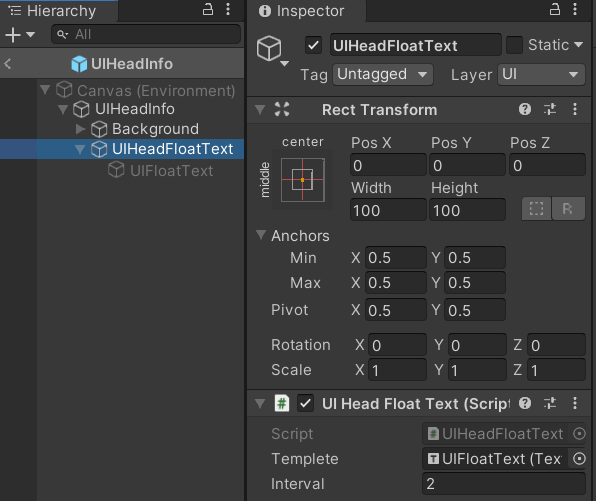 Hierarchy
All
UIHeadInfo
Canvas (Environment)
UIHeadInfo
Background
UIHeadFloatText
UIFloatText
Inspector
UIHeadFloatText
Static
Tag Untagged Layer UI
Rect Transform
center
middle
Pos X Pos Y Pos Z
0 0 0
Width Height
100 100 R
Anchors
Min X 0.5 Y 0.5
Max X 0.5 Y 0.5
Pivot X 0.5 Y 0.5
Rotation X 0 Y 0 Z 0
Scale X 1 Y 1 Z 1
# UI Head Float Text (Scrip
Script # UIHeadFloatText
Templete T UIFloatText (Tex
Interval 2